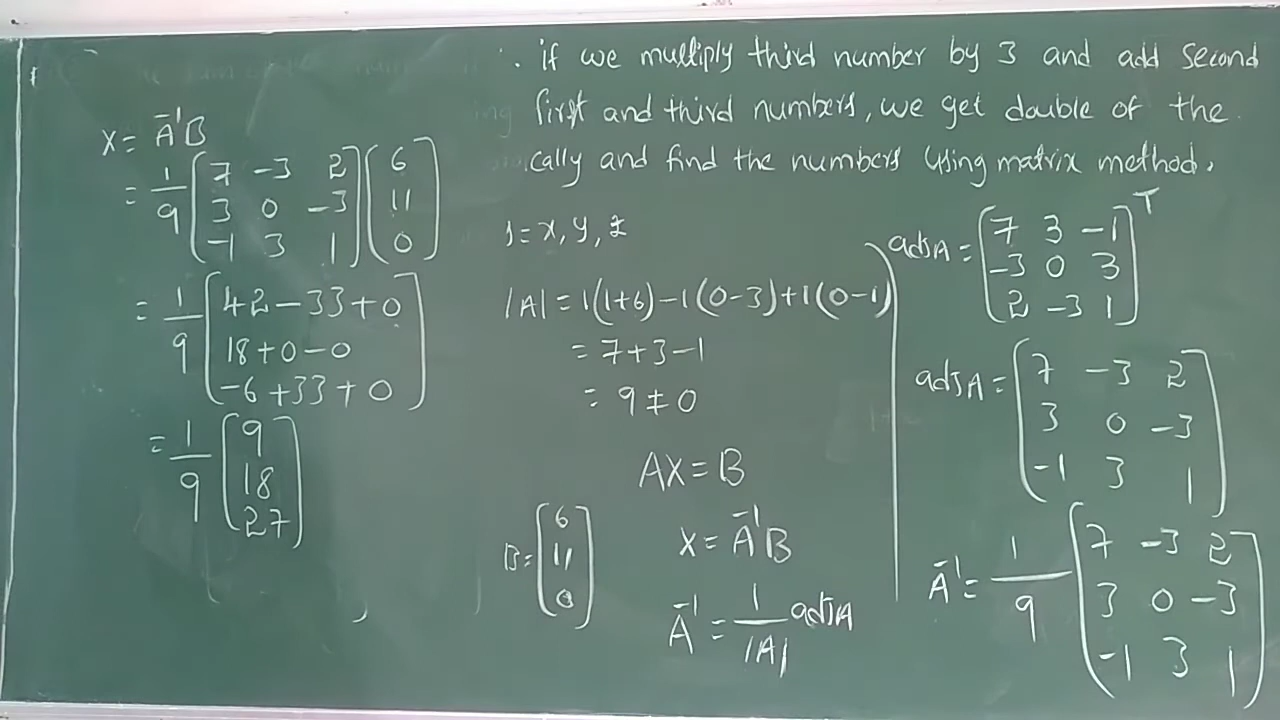 . if we multiply third number by 3 and add second
first and third numbers, we get double of the
cally and find the numbers using matrix method.
X = A⁻¹B
= 1/9 [7 -3 2; 3 0 -3; -1 3 1] [6; 11; 0]
= 1/9 [42-33+0; 18+0-0; -6+33+0]
= 1/9 [9; 18; 27]
s = x, y, z
|A| = 1(1+6)-1(0-3)+1(0-1)
= 7+3-1
= 9 ≠ 0
AX = B
B = [6; 11; 0]
X = A⁻¹B
A⁻¹ = 1/|A| adjA
adjA = [7 3 -1; -3 0 3; 2 -3 1]ᵀ
adjA = [7 -3 2; 3 0 -3; -1 3 1]
A⁻¹ = 1/9 [7 -3 2; 3 0 -3; -1 3 1]